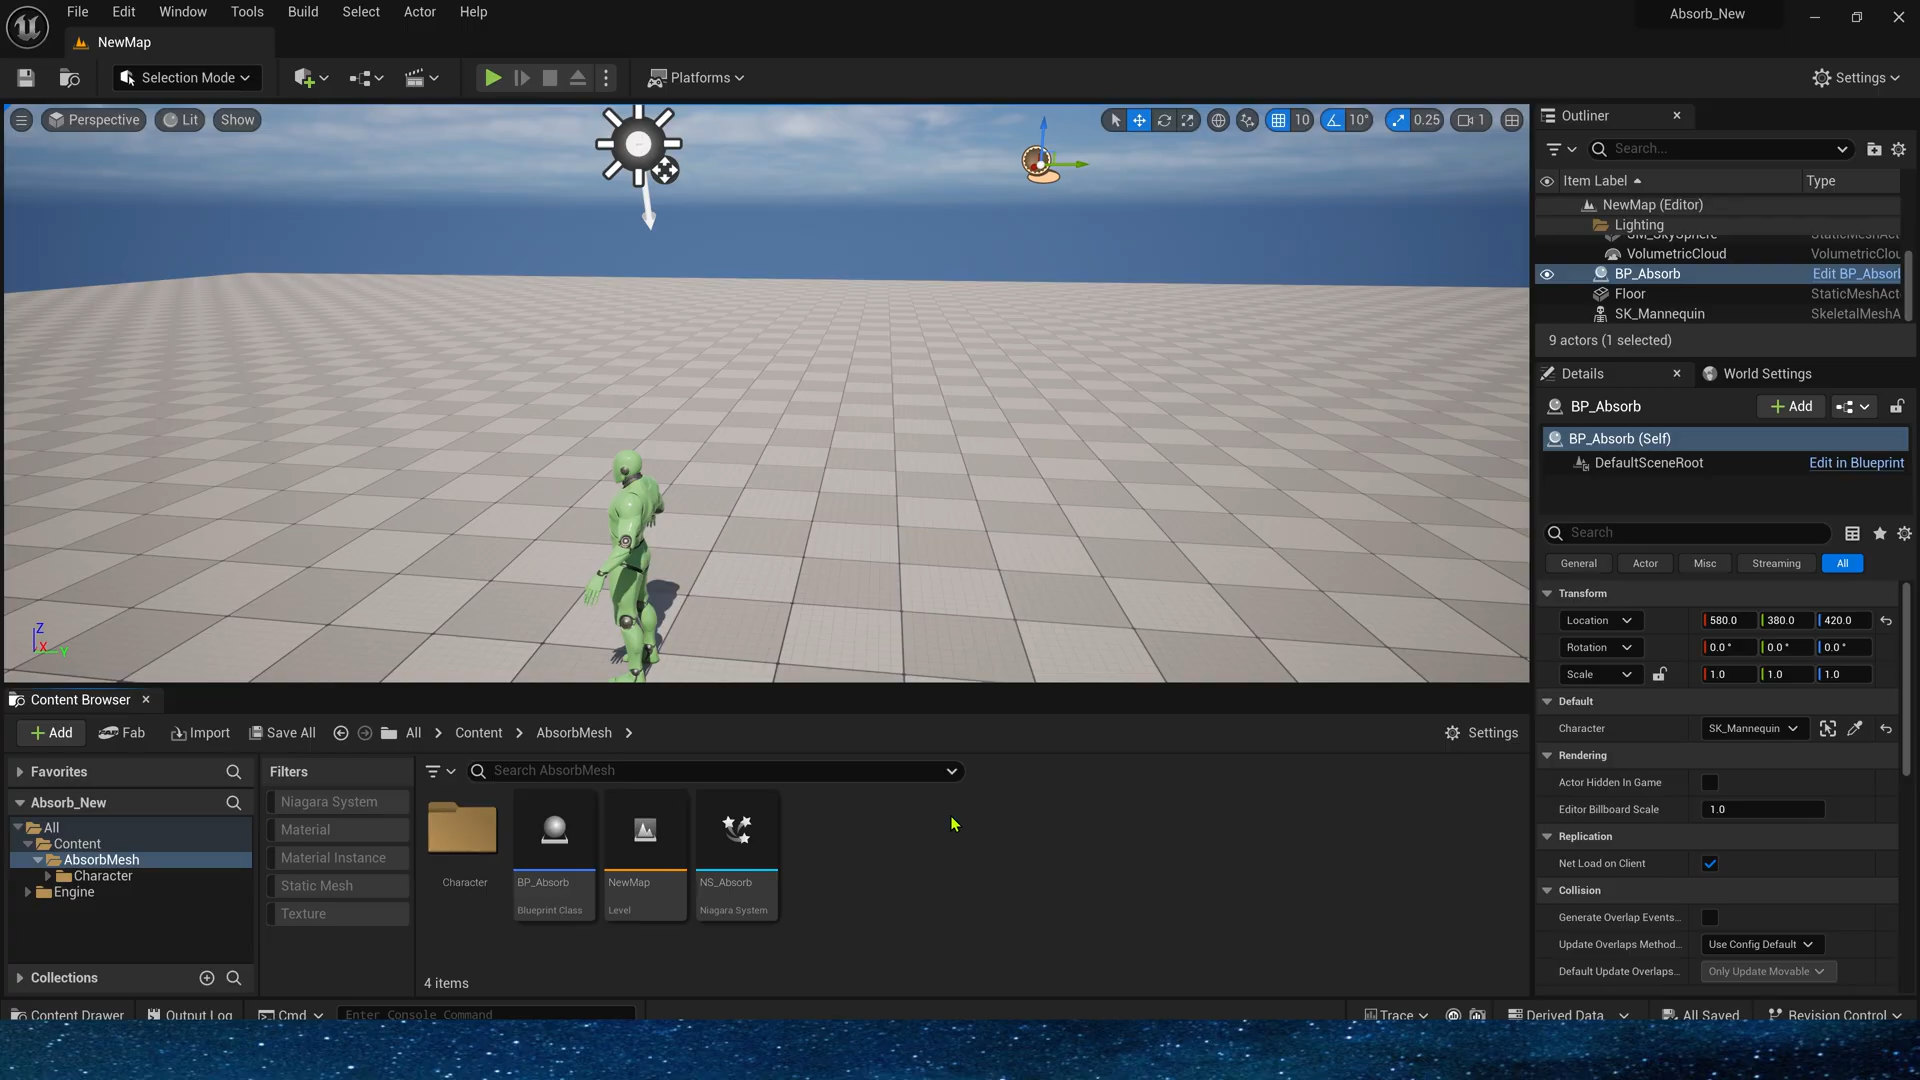 File Edit Window Tools Build Select Actor Help
Absorb_New
NewMap
Selection Mode
Platforms
Settings
Perspective Lit Show
10 10° 0.25 1
Outliner
Search...
Item Label Type
NewMap (Editor)
Lighting
SM_SkySphere StaticMeshAct
VolumetricCloud VolumetricClou
BP_Absorb Edit BP_Absorl
Floor StaticMeshAct
SK_Mannequin SkeletalMeshA
9 actors (1 selected)
Details World Settings
BP_Absorb Add
BP_Absorb (Self)
DefaultSceneRoot Edit in Blueprint
Search
General Actor Misc Streaming All
Transform
Location 580.0 380.0 420.0
Rotation 0.0° 0.0° 0.0°
Scale 1.0 1.0 1.0
Default
Character SK_Mannequin
Rendering
Actor Hidden In Game
Editor Billboard Scale 1.0
Replication
Net Load on Client
Collision
Generate Overlap Events...
Update Overlaps Method... Use Config Default
Default Update Overlaps... Only Update Movable
Z
X Y
Content Browser
Add Fab Import Save All All Content AbsorbMesh Settings
Favorites
Absorb_New
All
Content
AbsorbMesh
Character
Engine
Collections
Filters
Niagara System
Material
Material Instance
Static Mesh
Texture
Search AbsorbMesh
Character
BP_Absorb
Blueprint Class
NewMap
Level
NS_Absorb
Niagara System
4 items
Content Drawer Output Log Cmd Enter Console Command Trace Derived Data All Saved Revision Control